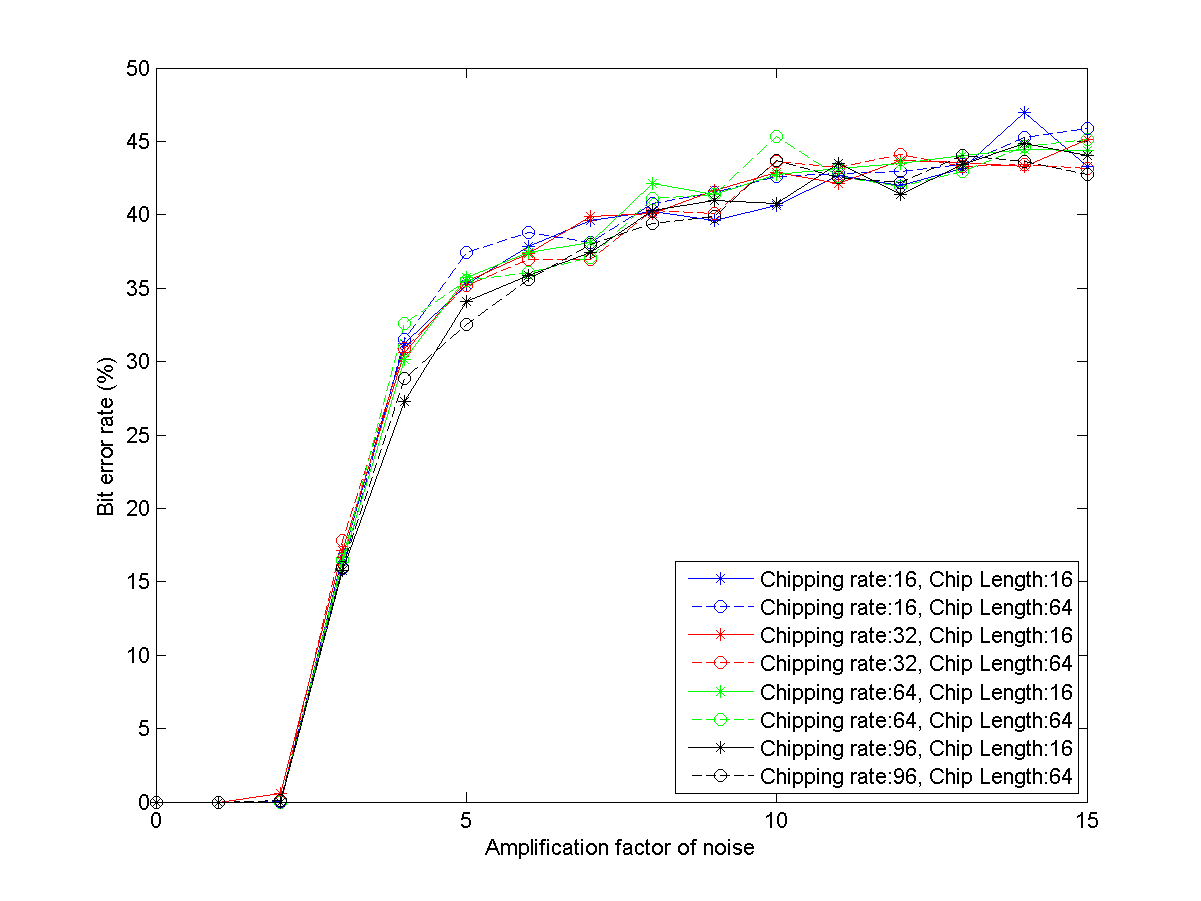 50
45
40
35
30
25
20
15
10
5
0
Bit error rate (%)
Chipping rate:16, Chip Length:16
Chipping rate:16, Chip Length:64
Chipping rate:32, Chip Length:16
Chipping rate:32, Chip Length:64
Chipping rate:64, Chip Length:16
Chipping rate:64, Chip Length:64
Chipping rate:96, Chip Length:16
Chipping rate:96, Chip Length:64
0 5 10 15
Amplification factor of noise